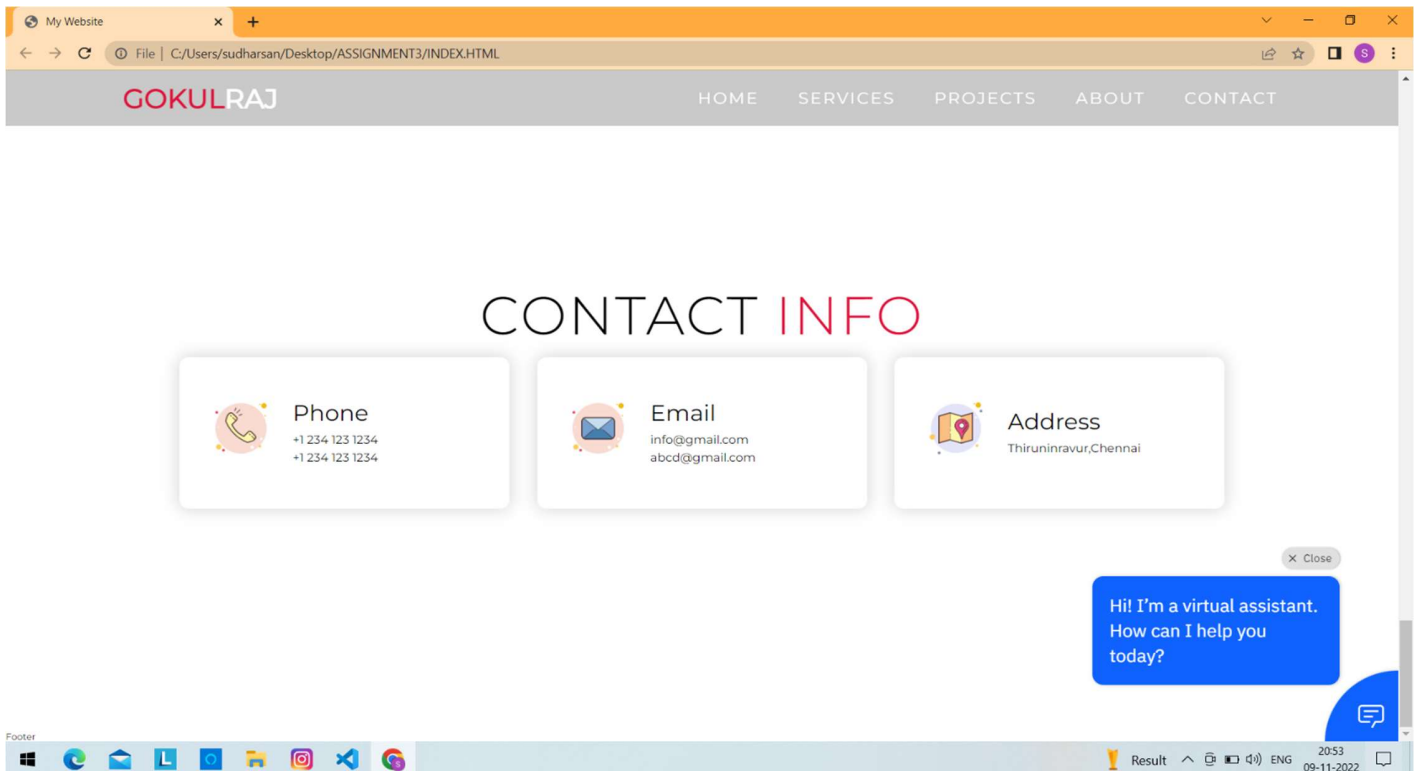 My Website
File | C:/Users/sudharsan/Desktop/ASSIGNMENT3/INDEX.HTML
S
GOKULRAJ
HOME SERVICES PROJECTS ABOUT CONTACT
CONTACT INFO
Phone
+1 234 123 1234
+1 234 123 1234
Email
info@gmail.com
abcd@gmail.com
Address
Thiruninravur,Chennai
Close
Hi! I’m a virtual assistant.
How can I help you
today?
Footer
L
Result
ENG
20:53
09-11-2022